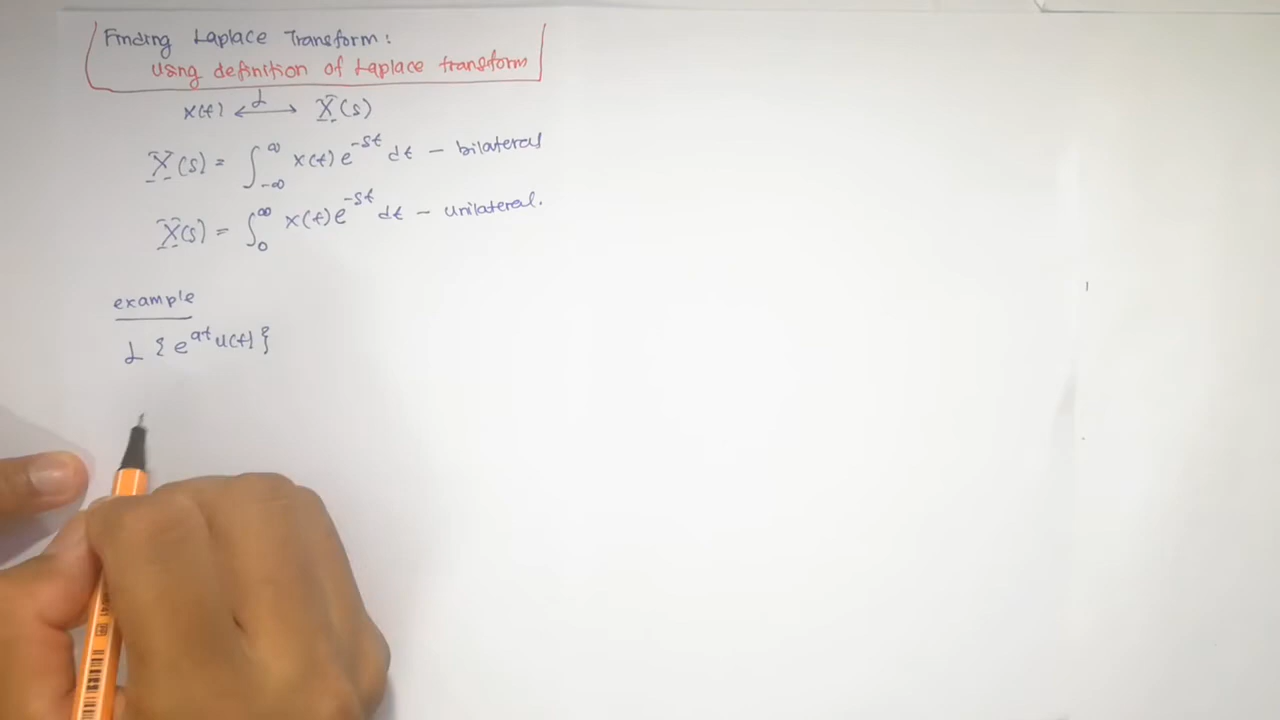 Finding Laplace Transform:
Using definition of Laplace transform
x(t) ⟷ℒ X(s)
X(s) = ∫_{-∞}^{∞} x(t) e^{-st} dt - bilateral
X(s) = ∫_0^∞ x(t) e^{-st} dt - unilateral.
example
ℒ {e^{at} u(t)}